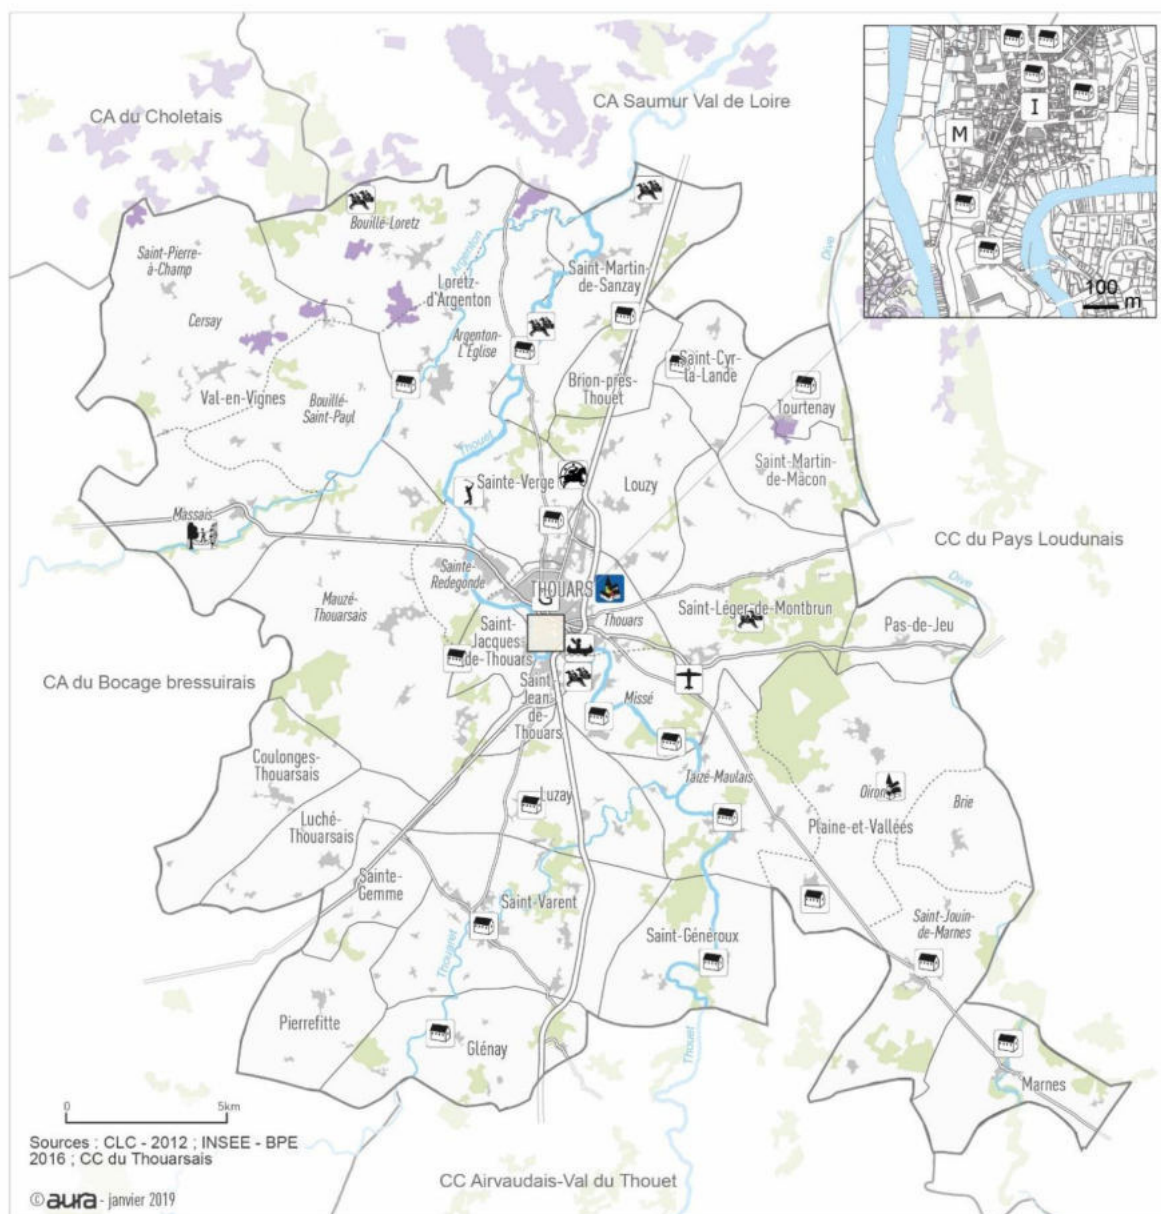 CA du Choletais
CA Saumur Val de Loire
M
I
100
m
Bouillé-Loretz
Saint-Pierre-
à-Champ
Argenton
Dive
Loretz-
d'Argenton
Saint-Martin-
de-Sanzay
Cersay
Argenton-
L'Eglise
Saint-Cyr-
la-Lande
Brion-près-
Thouet
Val-en-Vignes
Bouillé-
Saint-Paul
Tourtenay
Thouet
Saint-Martin-
de-Mâcon
Sainte-Verge
Louzy
Massais
CC du Pays Loudunais
Sainte-
Redegonde
THOUARS
Dive
Mauzé-
Thouarsais
Saint-
Jacques
de-Thouars
Thouars
Saint-Léger-de-Montbrun
Pas-de-Jeu
CA du Bocage bressuirais
Saint-
Jean-
de-
Thouars
Missé
Coulonges-
Thouarsais
Taizé-Maulais
Oiron
Brie
Luzay
Plaine-et-Valléés
Luché-
Thouarsais
Sainte-
Gemme
Saint-Varent
Saint-Jouin-
de-Marnes
Saint-Généroux
Thouaret
Pierrefitte
Glénay
Thouet
Marnes
0 5km
Sources : CLC - 2012 ; INSEE - BPE
2016 ; CC du Thouarsais
CC Airvaudais-Val du Thouet
© aura - janvier 2019